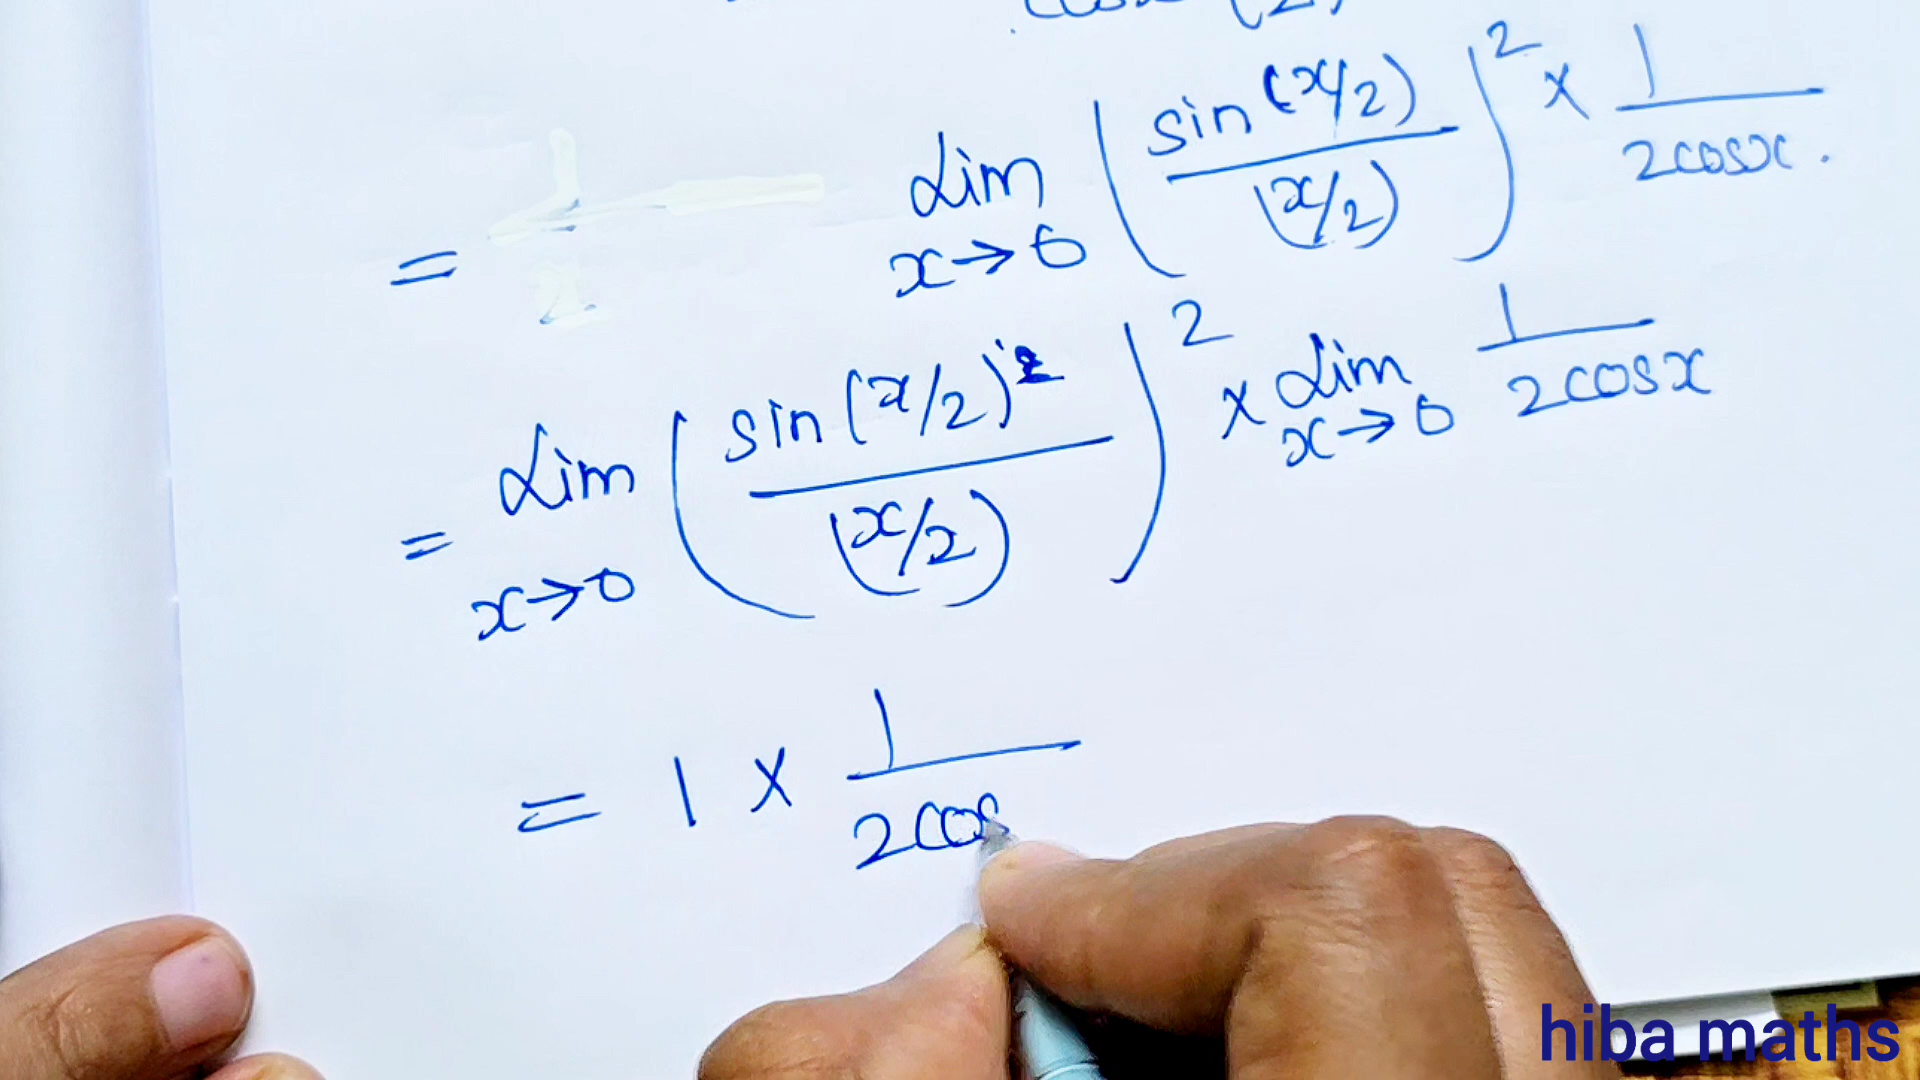 = Lim x→0 (sin(x/2) / (x/2))² × 1 / 2cosx.
= Lim x→0 (sin(x/2) / (x/2))² × Lim x→0 1 / 2cosx
= 1 × 1 / 2cos
hiba maths